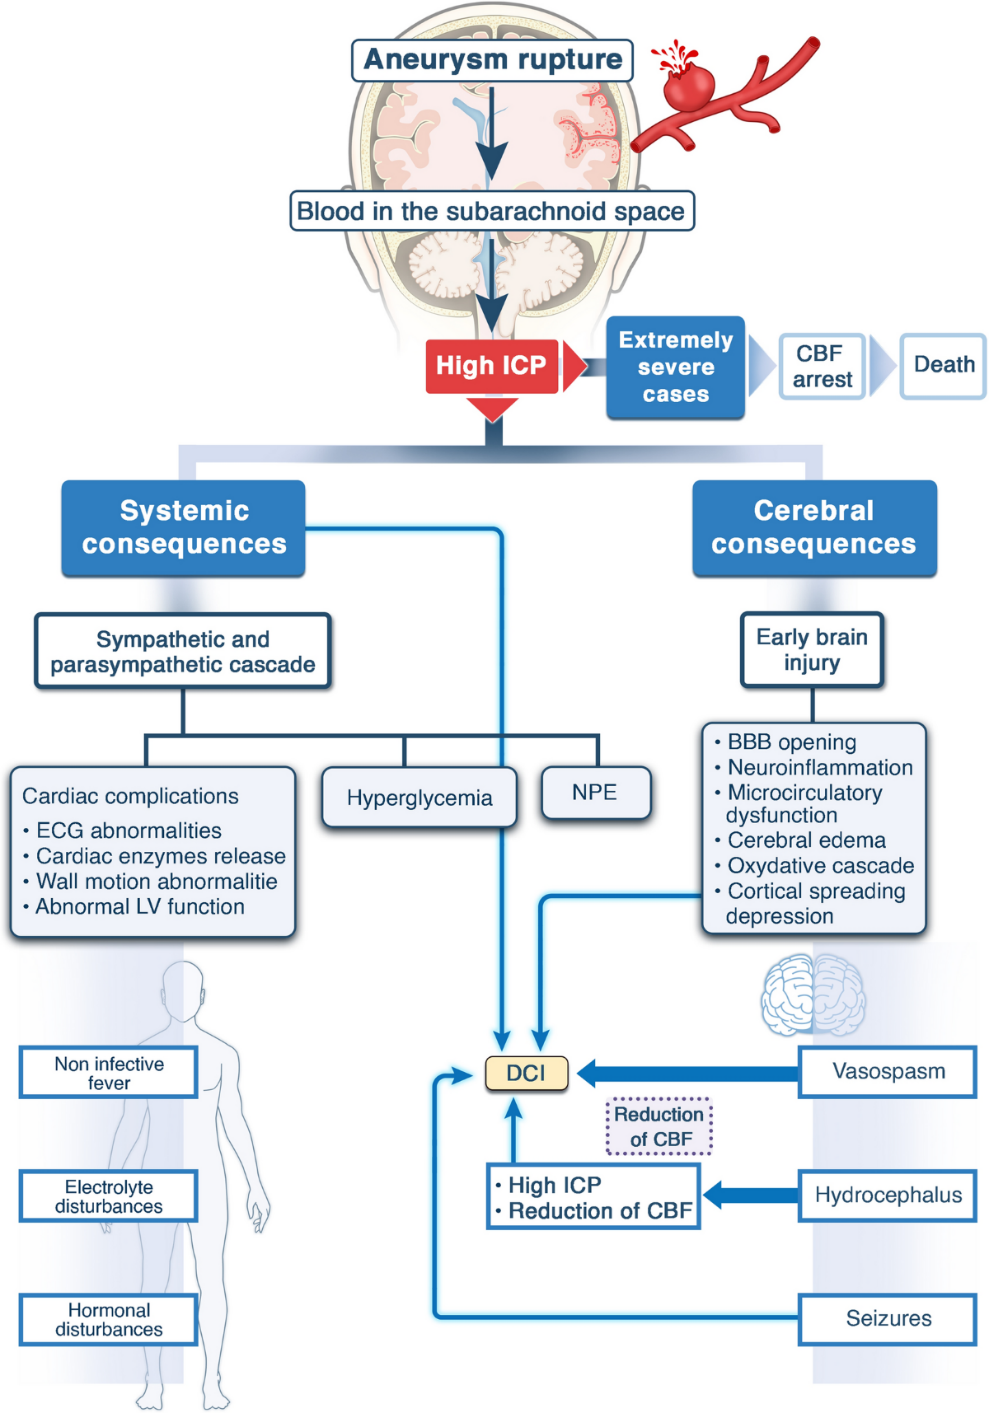 Aneurysm rupture
Blood in the subarachnoid space
High ICP
Extremely
severe
cases
CBF
arrest
Death
Systemic
consequences
Cerebral
consequences
Sympathetic and
parasympathetic cascade
Early brain
injury
Cardiac complications
• ECG abnormalities
• Cardiac enzymes release
• Wall motion abnormalitie
• Abnormal LV function
Hyperglycemia
NPE
• BBB opening
• Neuroinflammation
• Microcirculatory
dysfunction
• Cerebral edema
• Oxydative cascade
• Cortical spreading
depression
Non infective
fever
DCI
Vasospasm
Reduction
of CBF
Electrolyte
disturbances
• High ICP
• Reduction of CBF
Hydrocephalus
Hormonal
disturbances
Seizures